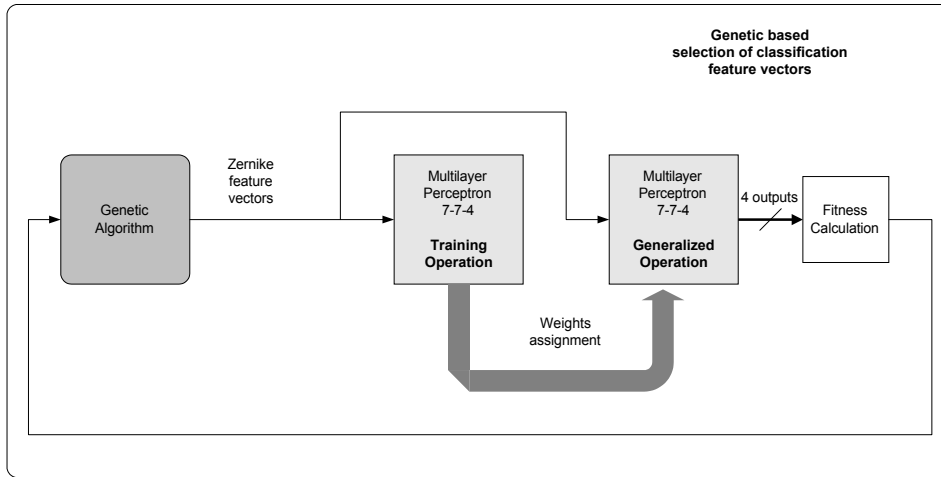 Genetic based
selection of classification
feature vectors
Genetic
Algorithm
Zernike
feature
vectors
Multilayer
Perceptron
7-7-4
Training
Operation
Weights
assignment
Multilayer
Perceptron
7-7-4
Generalized
Operation
4 outputs
Fitness
Calculation